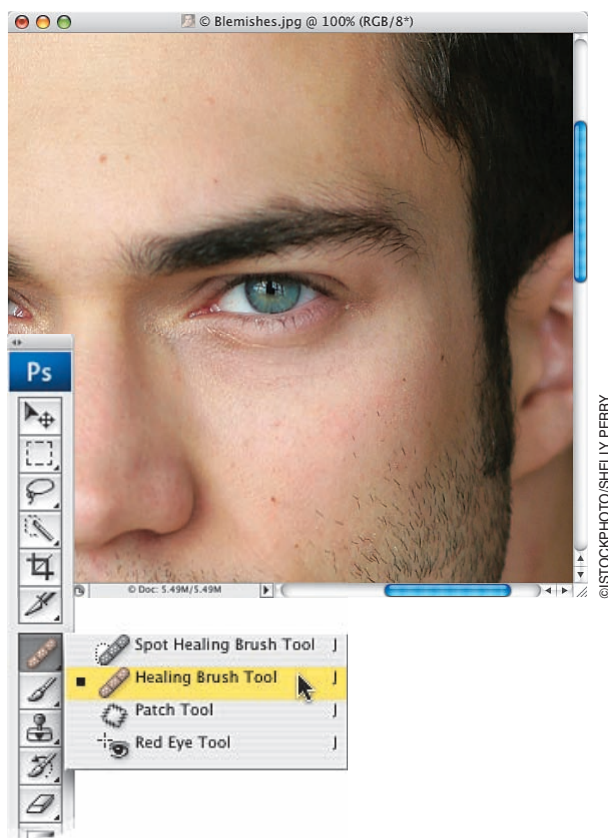 © Blemishes.jpg @ 100% (RGB/8*)
©ISTOCKPHOTO/SHELLY PERRY
Ps
© Doc: 5.49M/5.49M
Spot Healing Brush Tool J
Healing Brush Tool J
Patch Tool J
Red Eye Tool J